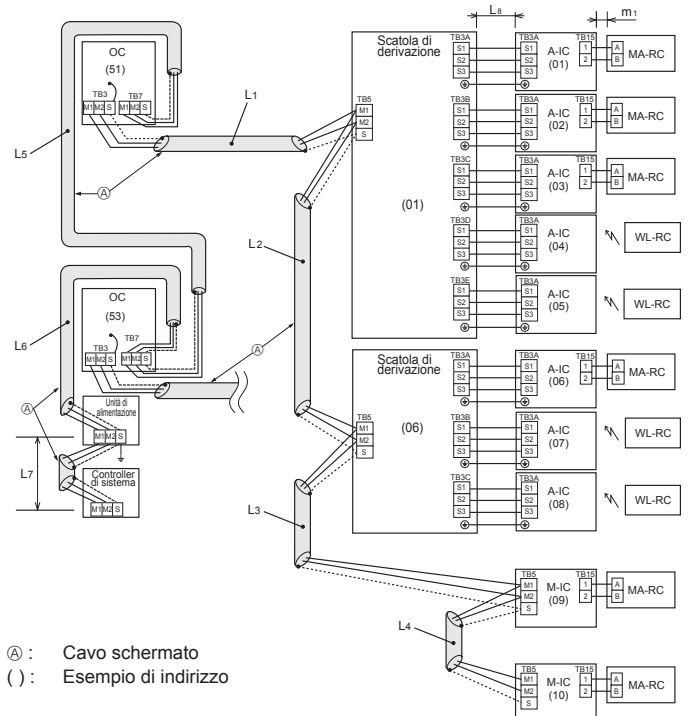 OC
(51)
TB3 TB7
M1 M2 S M1 M2 S
L1
L5
Ⓐ
L2
OC
(53)
TB3 TB7
M1 M2 S M1 M2 S
L6
Ⓐ
Ⓐ
Unità di
alimentazione
M1 M2 S
L7
Controller
di sistema
M1 M2 S
L3
L4
L8
m1
Scatola di
derivazione
TB5
M1
M2
S
(01)
TB3A
S1
S2
S3
TB3A
S1
S2
S3
A-IC
(01)
TB15
1
2
A
B
MA-RC
TB3B
S1
S2
S3
TB3A
S1
S2
S3
A-IC
(02)
TB15
1
2
A
B
MA-RC
TB3C
S1
S2
S3
TB3A
S1
S2
S3
A-IC
(03)
TB15
1
2
A
B
MA-RC
TB3D
S1
S2
S3
TB3A
S1
S2
S3
A-IC
(04)
WL-RC
TB3E
S1
S2
S3
TB3A
S1
S2
S3
A-IC
(05)
WL-RC
Scatola di
derivazione
TB5
M1
M2
S
(06)
TB3A
S1
S2
S3
TB3A
S1
S2
S3
A-IC
(06)
TB15
1
2
A
B
MA-RC
TB3B
S1
S2
S3
TB3A
S1
S2
S3
A-IC
(07)
WL-RC
TB3C
S1
S2
S3
TB3A
S1
S2
S3
A-IC
(08)
WL-RC
TB5
M1
M2
S
M-IC
(09)
TB15
1
2
A
B
MA-RC
TB5
M1
M2
S
M-IC
(10)
TB15
1
2
A
B
MA-RC
Ⓐ : Cavo schermato
( ) : Esempio di indirizzo